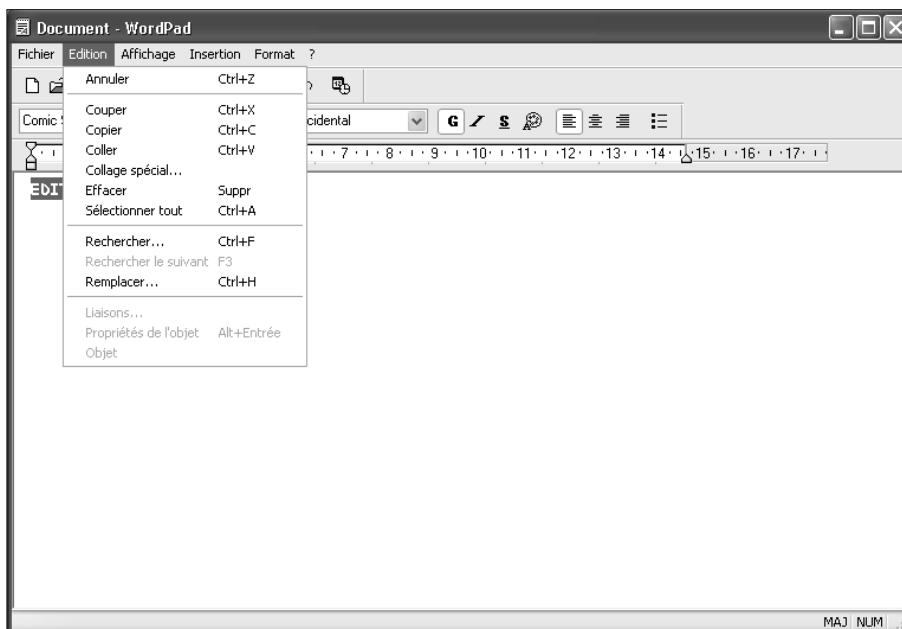 Document - WordPad
Fichier Edition Affichage Insertion Format ?
Annuler Ctrl+Z
Couper Ctrl+X
Copier Ctrl+C
Coller Ctrl+V
Collage spécial...
Effacer Suppr
Sélectionner tout Ctrl+A
Rechercher... Ctrl+F
Rechercher le suivant F3
Remplacer... Ctrl+H
Liaisons...
Propriétés de l'objet Alt+Entrée
Objet
Comic
G I S
7 8 9 10 11 12 13 14 15 16 17
MAJ NUM